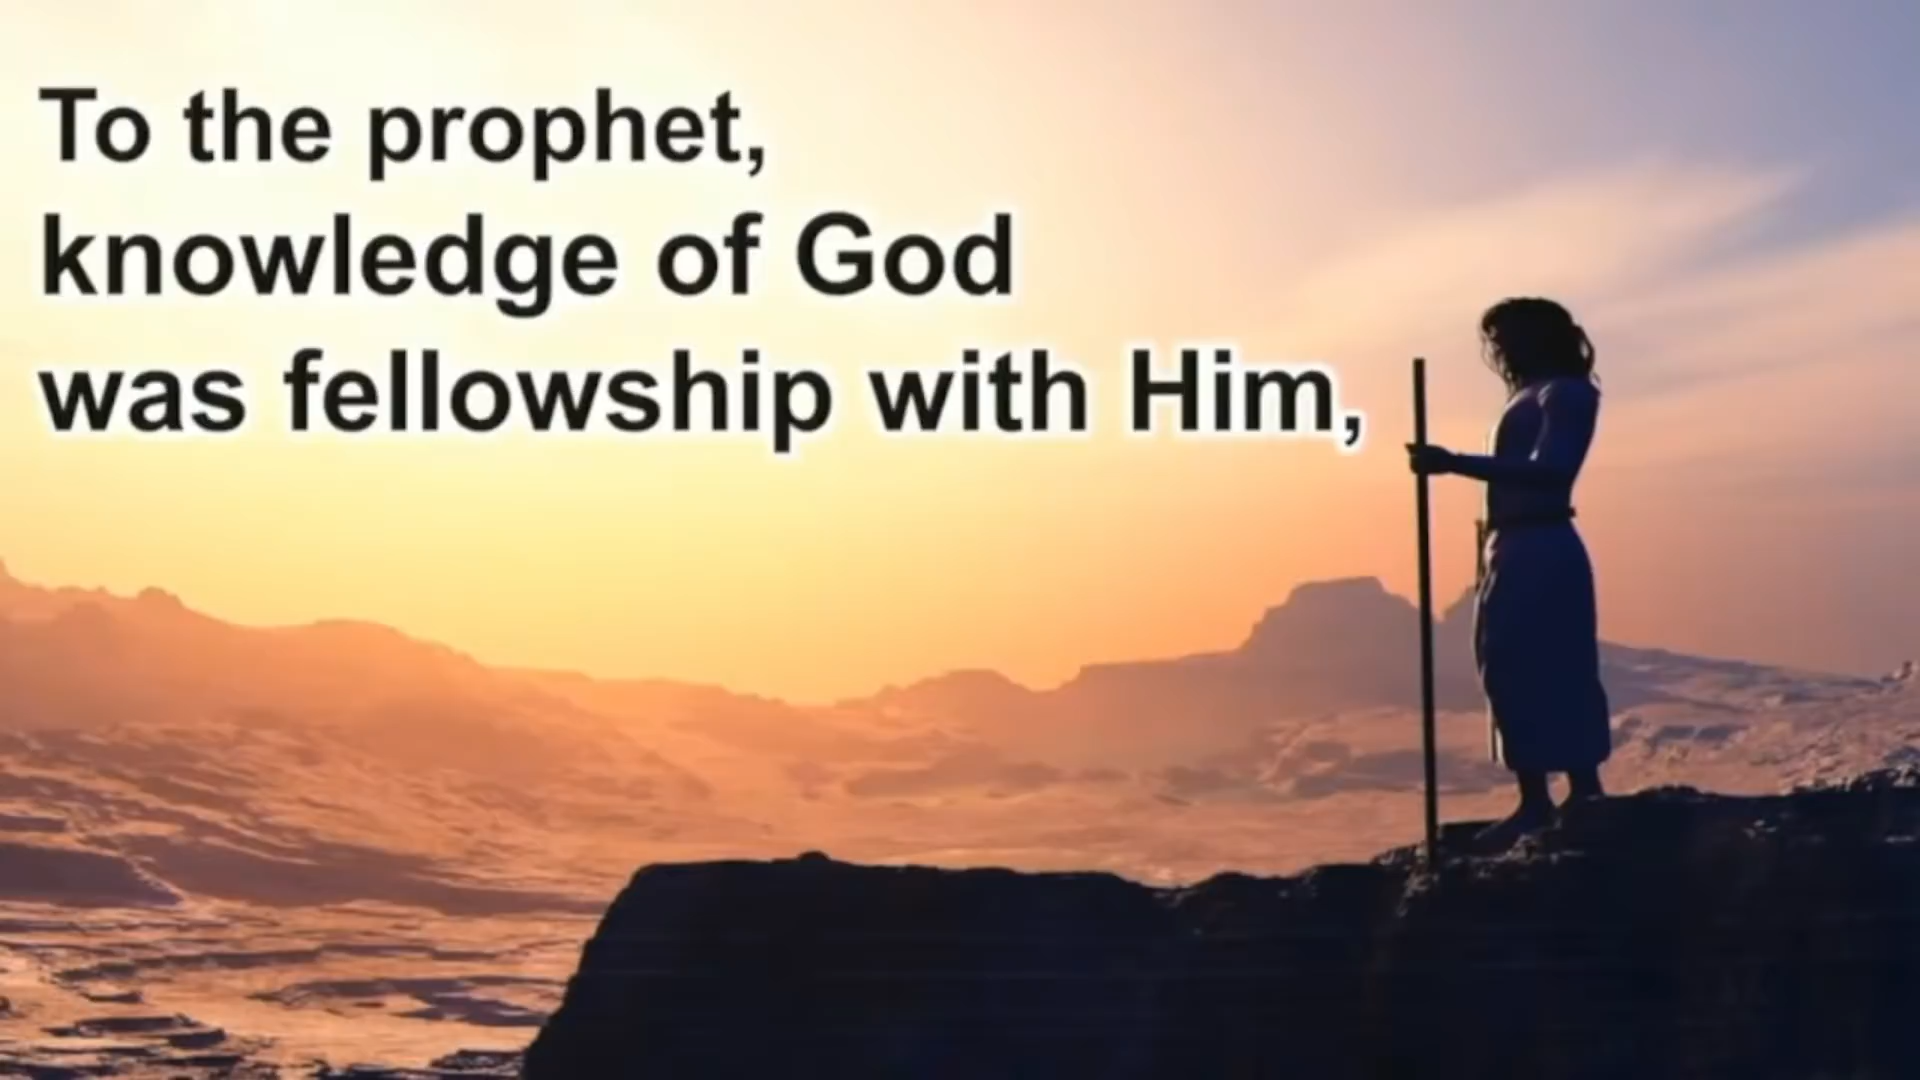 To the prophet,
knowledge of God
was fellowship with Him,